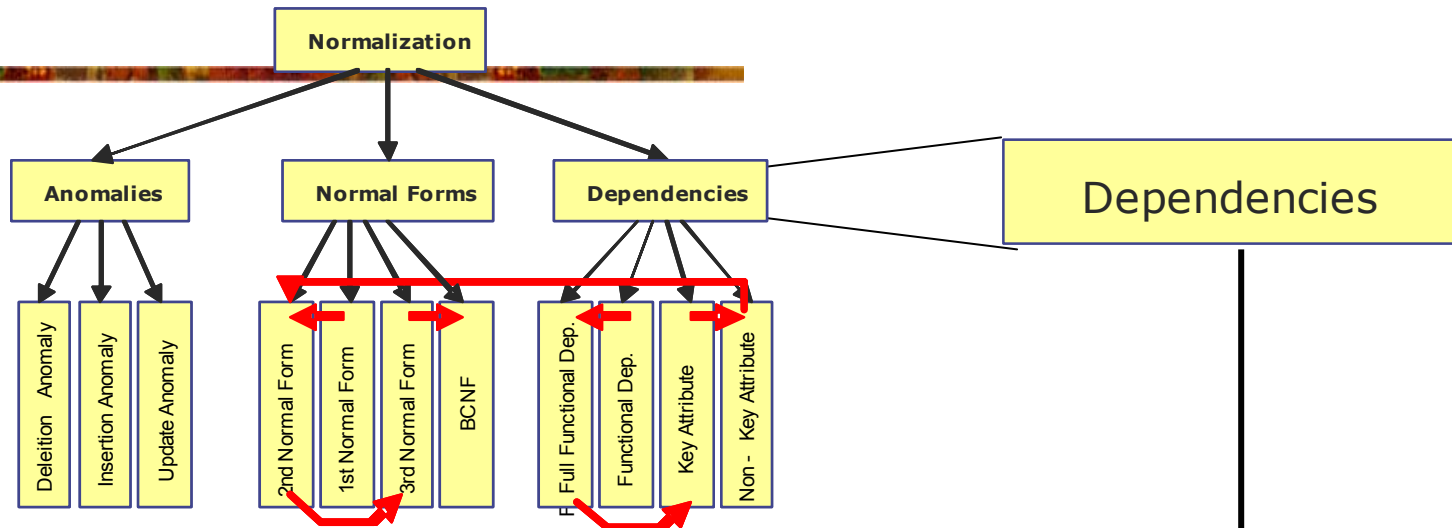 Normalization
Anomalies
Normal Forms
Dependencies
Dependencies
Deleition Anomaly
Insertion Anomaly
Update Anomaly
2nd Normal Form
1st Normal Form
3rd Normal Form
BCNF
F Full Functional Dep.
Functional Dep.
Key Attribute
Non - Key Attribute